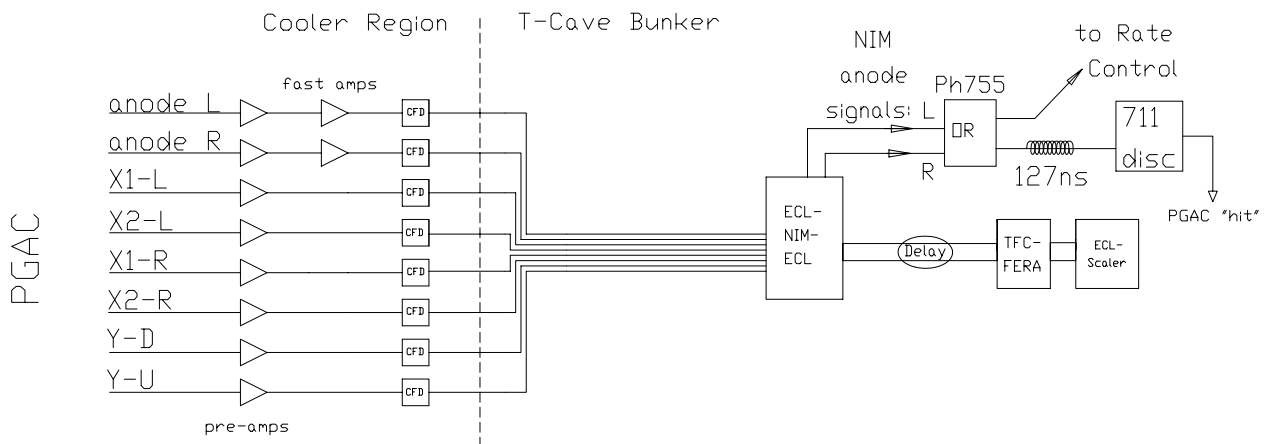 Cooler Region
T-Cave Bunker
PGAC
fast amps
anode L
anode R
X1-L
X2-L
X1-R
X2-R
Y-D
Y-U
CFD
CFD
CFD
CFD
CFD
CFD
CFD
CFD
pre-amps
NIM
anode
signals: L
R
Ph755
OR
to Rate
Control
127ns
711
disc
PGAC "hit"
ECL-
NIM-
ECL
Delay
TFC-
FERA
ECL-
Scaler